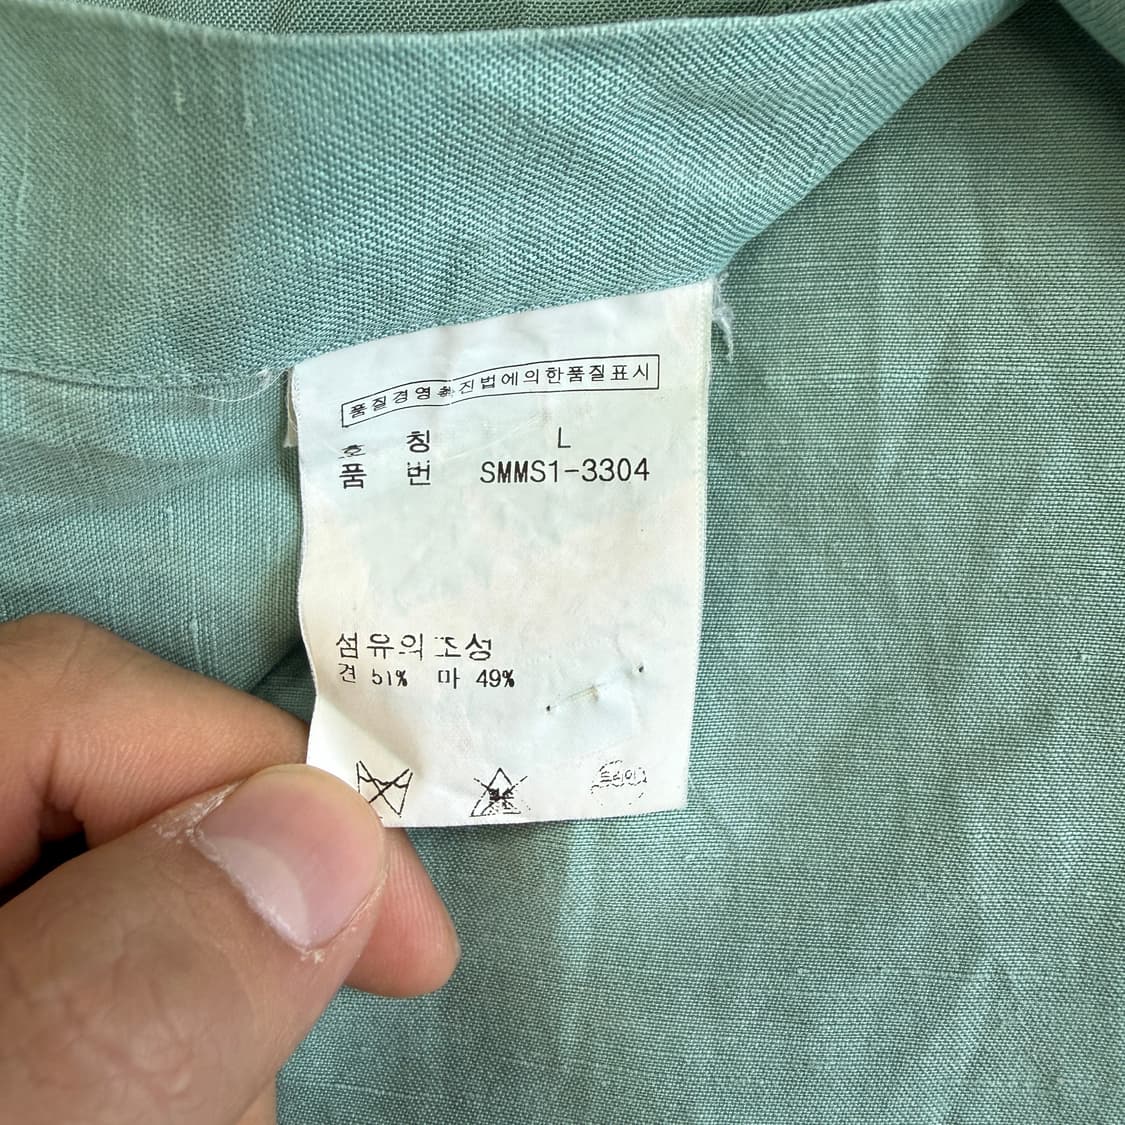 품질경영촉진법에의한품질표시
호 칭 L
품 번 SMMS1-3304
섬유의 조성
견 51% 마 49%
드라이